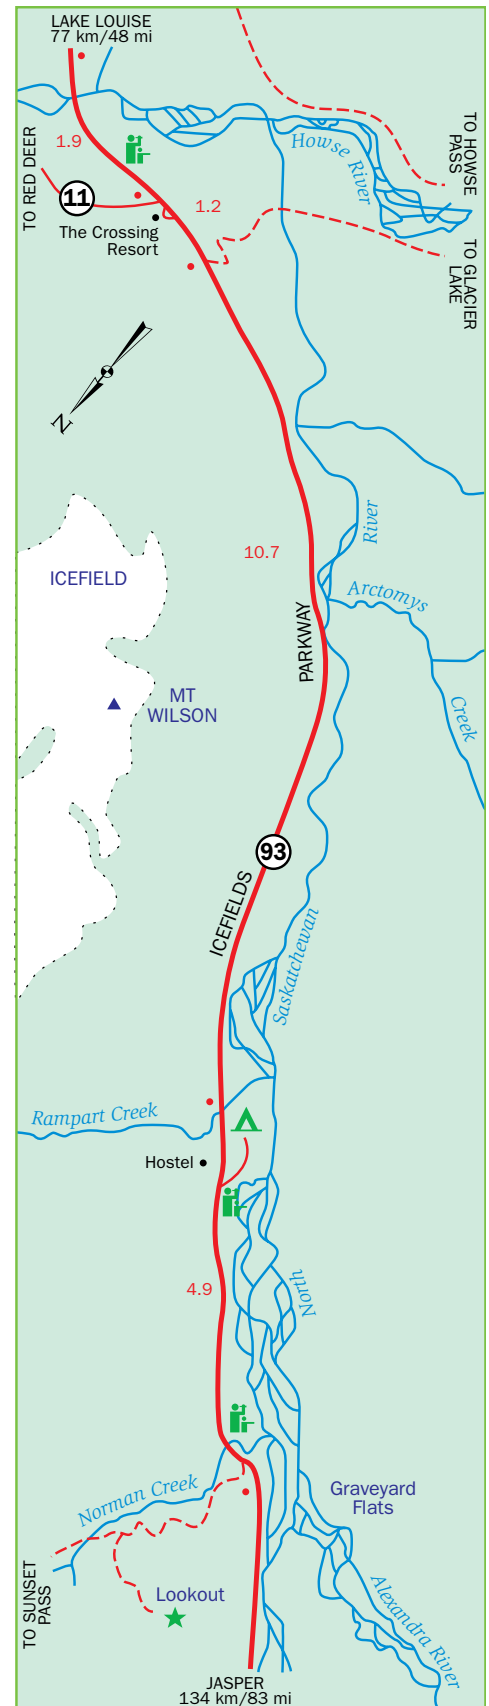 LAKE LOUISE
77 km/48 mi
1.9
TO RED DEER
11
The Crossing
Resort
1.2
Howse River
TO HOWSE
PASS
TO GLACIER
LAKE
N
ICEFIELD
10.7
River
Arctomys
Creek
PARKWAY
MT
WILSON
93
ICEFIELDS
Saskatchewan
Rampart Creek
Hostel
4.9
North
Norman Creek
Graveyard
Flats
TO SUNSET
PASS
Lookout
Alexandra River
JASPER
134 km/83 mi